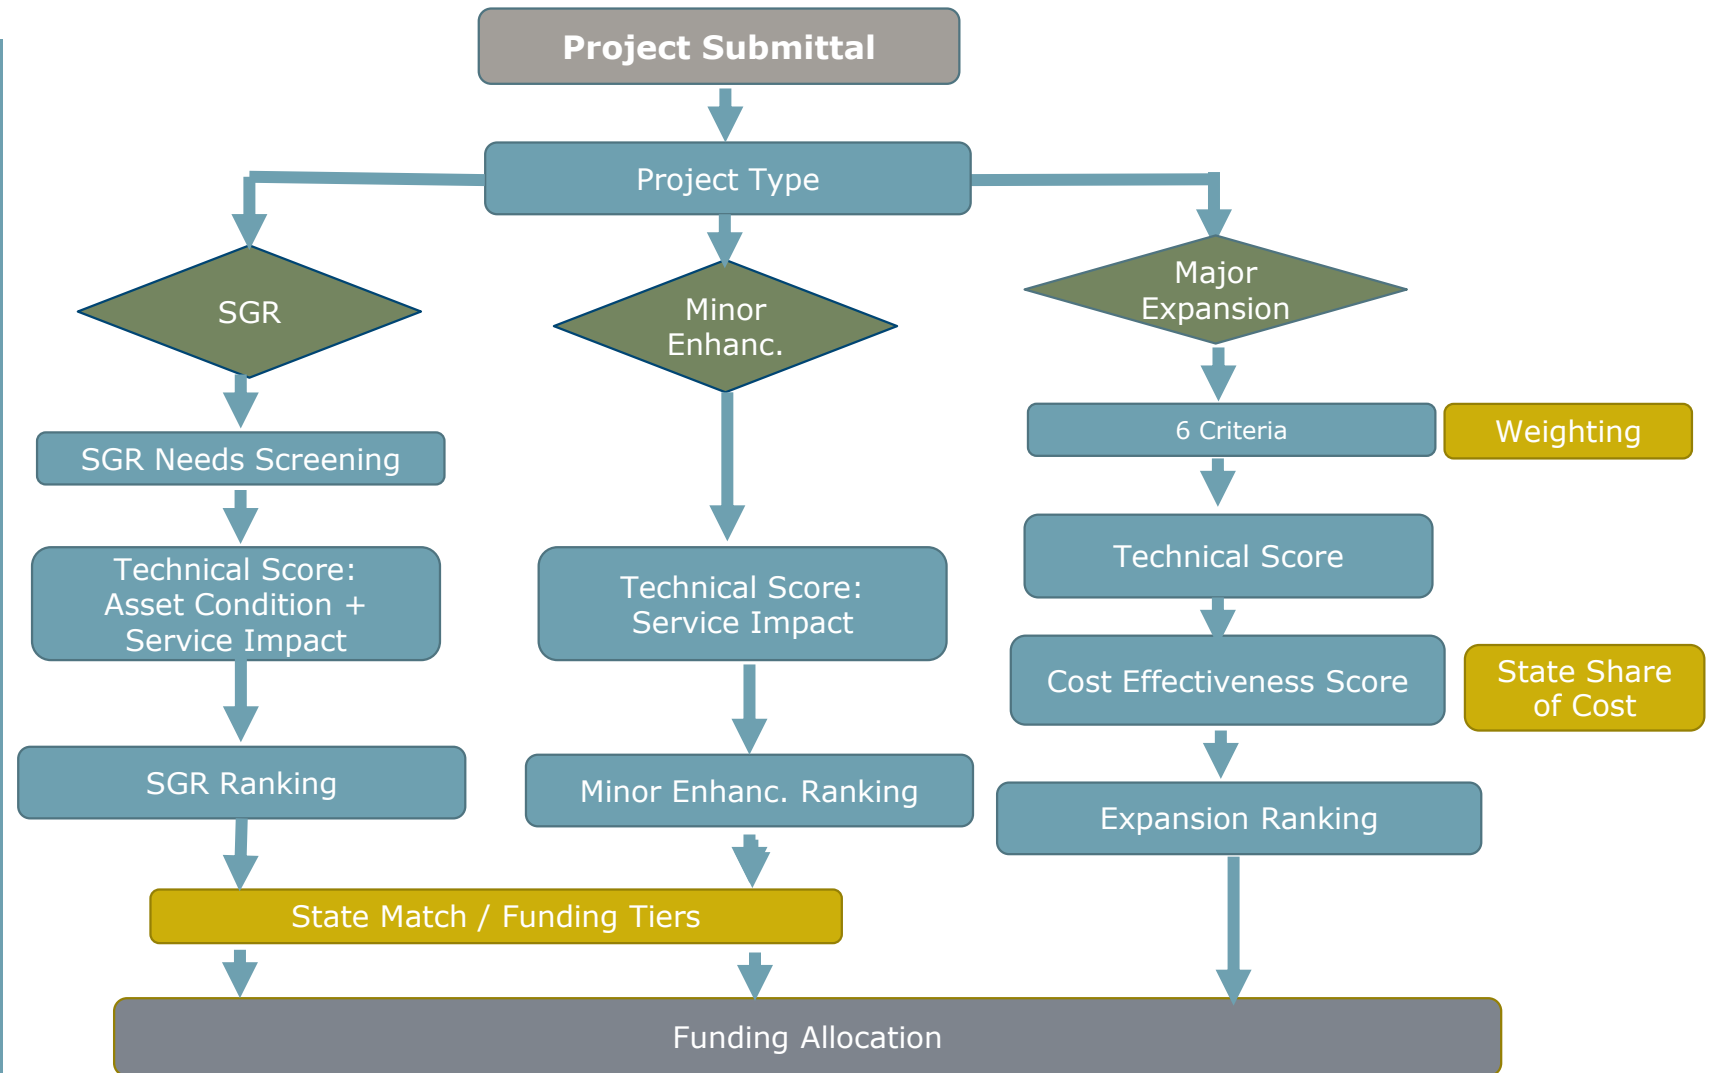 Project Submittal
Project Type
SGR
Minor
Enhanc.
Major
Expansion
SGR Needs Screening
6 Criteria
Weighting
Technical Score:
Asset Condition +
Service Impact
Technical Score:
Service Impact
Technical Score
Cost Effectiveness Score
State Share
of Cost
SGR Ranking
Minor Enhanc. Ranking
Expansion Ranking
State Match / Funding Tiers
Funding Allocation